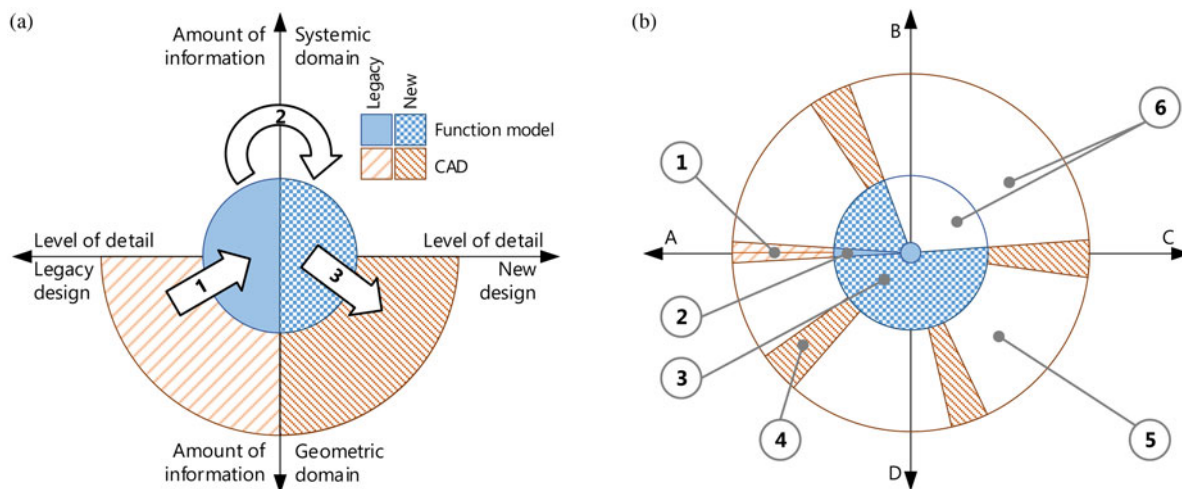 (a)
Amount of
information
Systemic
domain
Legacy
New
Function model
CAD
2
Level of detail
Legacy
design
Level of detail
New
design
1
3
Amount of
information
Geometric
domain
(b)
B
6
1
A
C
2
3
4
5
D